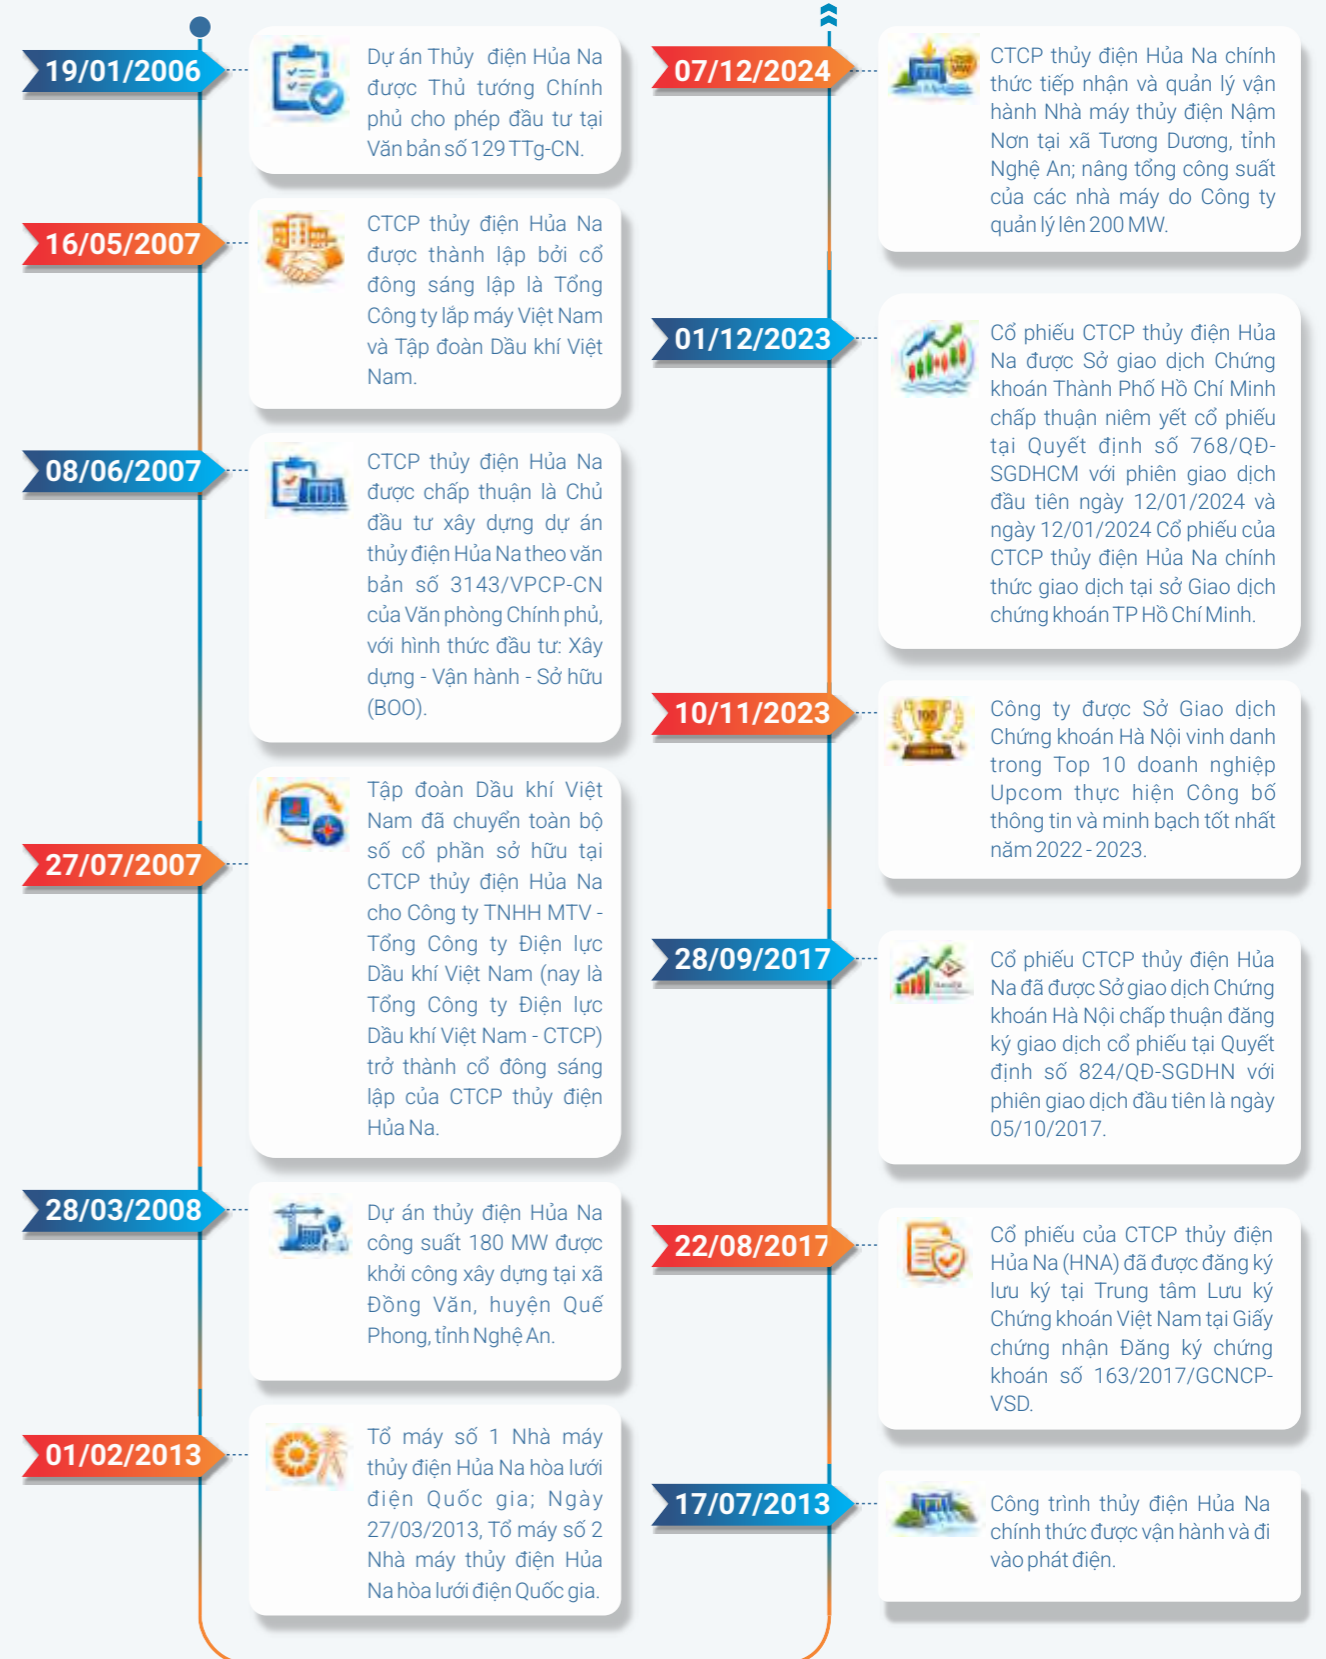 19/01/2006
Dự án Thủy điện Hủa Na
được Thủ tướng Chính
phủ cho phép đầu tư tại
Văn bản số 129 TTg-CN.
16/05/2007
CTCP thủy điện Hủa Na
được thành lập bởi cổ
đông sáng lập là Tổng
Công ty lắp máy Việt Nam
và Tập đoàn Dầu khí Việt
Nam.
08/06/2007
CTCP thủy điện Hủa Na
được chấp thuận là Chủ
đầu tư xây dựng dự án
thủy điện Hủa Na theo văn
bản số 3143/VPCP-CN
của Văn phòng Chính phủ,
với hình thức đầu tư: Xây
dựng - Vận hành - Sở hữu
(BOO).
27/07/2007
Tập đoàn Dầu khí Việt
Nam đã chuyển toàn bộ
số cổ phần sở hữu tại
CTCP thủy điện Hủa Na
cho Công ty TNHH MTV -
Tổng Công ty Điện lực
Dầu khí Việt Nam (nay là
Tổng Công ty Điện lực
Dầu khí Việt Nam - CTCP)
trở thành cổ đông sáng
lập của CTCP thủy điện
Hủa Na.
28/03/2008
Dự án thủy điện Hủa Na
công suất 180 MW được
khởi công xây dựng tại xã
Đồng Văn, huyện Quế
Phong, tỉnh Nghệ An.
01/02/2013
Tổ máy số 1 Nhà máy
thủy điện Hủa Na hòa lưới
điện Quốc gia; Ngày
27/03/2013, Tổ máy số 2
Nhà máy thủy điện Hủa
Na hòa lưới điện Quốc gia.
07/12/2024
CTCP thủy điện Hủa Na chính
thức tiếp nhận và quản lý vận
hành Nhà máy thủy điện Nậm
Nơn tại xã Tương Dương, tỉnh
Nghệ An; nâng tổng công suất
của các nhà máy do Công ty
quản lý lên 200 MW.
01/12/2023
Cổ phiếu CTCP thủy điện Hủa
Na được Sở giao dịch Chứng
khoán Thành Phố Hồ Chí Minh
chấp thuận niêm yết cổ phiếu
tại Quyết định số 768/QĐ-
SGDHCM với phiên giao dịch
đầu tiên ngày 12/01/2024 và
ngày 12/01/2024 Cổ phiếu của
CTCP thủy điện Hủa Na chính
thức giao dịch tại sở Giao dịch
chứng khoán TP Hồ Chí Minh.
10/11/2023
TOP
Công ty được Sở Giao dịch
Chứng khoán Hà Nội vinh danh
trong Top 10 doanh nghiệp
Upcom thực hiện Công bố
thông tin và minh bạch tốt nhất
năm 2022 - 2023.
28/09/2017
Cổ phiếu CTCP thủy điện Hủa
Na đã được Sở giao dịch Chứng
khoán Hà Nội chấp thuận đăng
ký giao dịch cổ phiếu tại Quyết
định số 824/QĐ-SGDHN với
phiên giao dịch đầu tiên là ngày
05/10/2017.
22/08/2017
Cổ phiếu của CTCP thủy điện
Hủa Na (HNA) đã được đăng ký
lưu ký tại Trung tâm Lưu ký
Chứng khoán Việt Nam tại Giấy
chứng nhận Đăng ký chứng
khoán số 163/2017/GCNCP-
VSD.
17/07/2013
Công trình thủy điện Hủa Na
chính thức được vận hành và đi
vào phát điện.